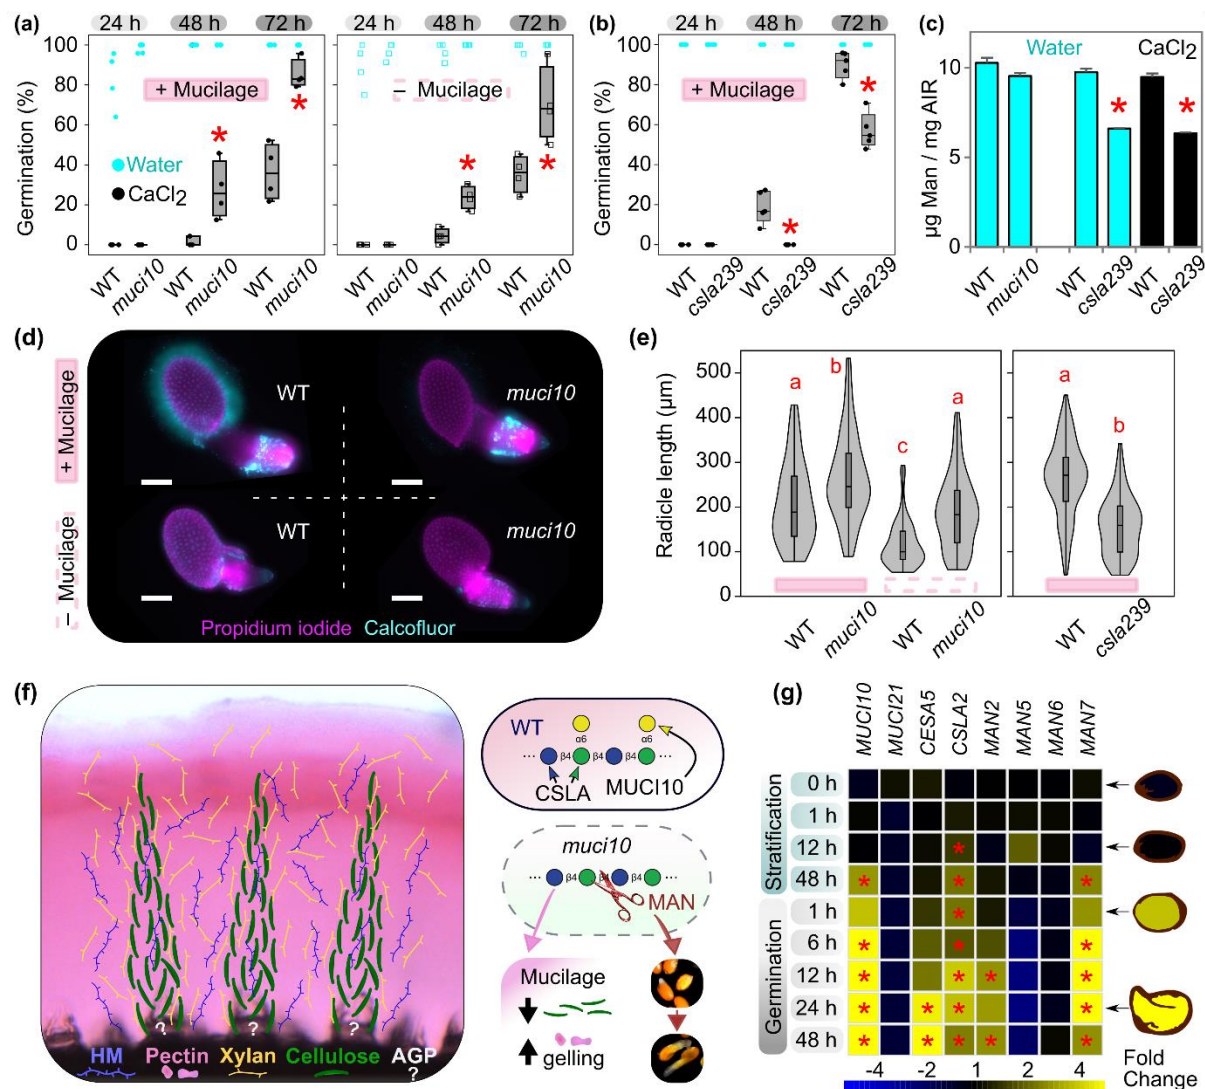 (a) 24 h 48 h 72 h 24 h 48 h 72 h
Germination (%)
100
80
60
40
20
0
+ Mucilage
− Mucilage
Water
CaCl2
WT muci10 WT muci10 WT muci10 WT muci10 WT muci10 WT muci10
* * * *
(b) 24 h 48 h 72 h
Germination (%)
100
80
60
40
20
0
+ Mucilage
* *
WT csla239 WT csla239 WT csla239
(c)
Water CaCl2
µg Man / mg AIR
10
5
0
* *
WT muci10 WT csla239 WT csla239
(d)
+ Mucilage
− Mucilage
WT muci10
WT muci10
Propidium iodide Calcofluor
(e)
Radicle length (µm)
500
400
300
200
100
0
a b c a a b
WT muci10 WT muci10 WT csla239
(f)
? ? ?
HM Pectin Xylan Cellulose AGP
?
WT
α6 α6
... β4 β4 β4 ...
CSLA MUCI10
muci10
... β4 β4 β4 ...
MAN
Mucilage
gelling
(g)
MUCI10 MUCI21 CESA5 CSLA2 MAN2 MAN5 MAN6 MAN7
Stratification
0 h
1 h
12 h *
48 h * * *
Germination
1 h *
6 h * * *
12 h * * * *
24 h * * * *
48 h * * * * *
-4 -2 1 2 4
Fold
Change